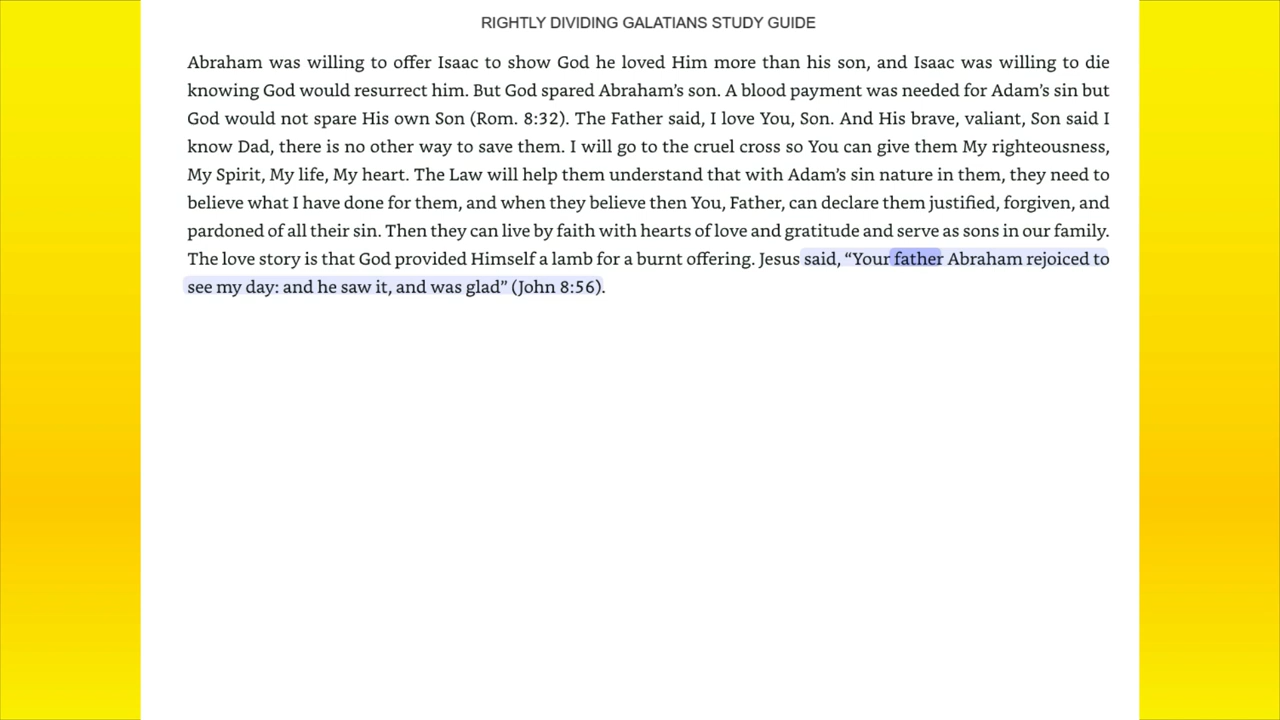 RIGHTLY DIVIDING GALATIANS STUDY GUIDE
Abraham was willing to offer Isaac to show God he loved Him more than his son, and Isaac was willing to die
knowing God would resurrect him. But God spared Abraham’s son. A blood payment was needed for Adam’s sin but
God would not spare His own Son (Rom. 8:32). The Father said, I love You, Son. And His brave, valiant, Son said I
know Dad, there is no other way to save them. I will go to the cruel cross so You can give them My righteousness,
My Spirit, My life, My heart. The Law will help them understand that with Adam’s sin nature in them, they need to
believe what I have done for them, and when they believe then You, Father, can declare them justified, forgiven, and
pardoned of all their sin. Then they can live by faith with hearts of love and gratitude and serve as sons in our family.
The love story is that God provided Himself a lamb for a burnt offering. Jesus said, “Your father Abraham rejoiced to
see my day: and he saw it, and was glad” (John 8:56).